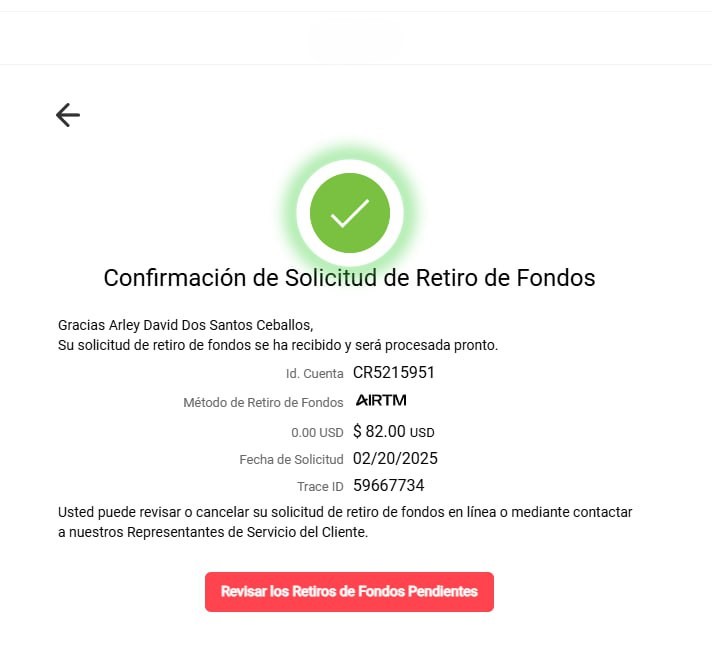 Confirmación de Solicitud de Retiro de Fondos
Gracias Arley David Dos Santos Ceballos,
Su solicitud de retiro de fondos se ha recibido y será procesada pronto.
Id. Cuenta CR5215951
Método de Retiro de Fondos AIRTM
0.00 USD $ 82.00 USD
Fecha de Solicitud 02/20/2025
Trace ID 59667734
Usted puede revisar o cancelar su solicitud de retiro de fondos en línea o mediante contactar
a nuestros Representantes de Servicio del Cliente.
Revisar los Retiros de Fondos Pendientes